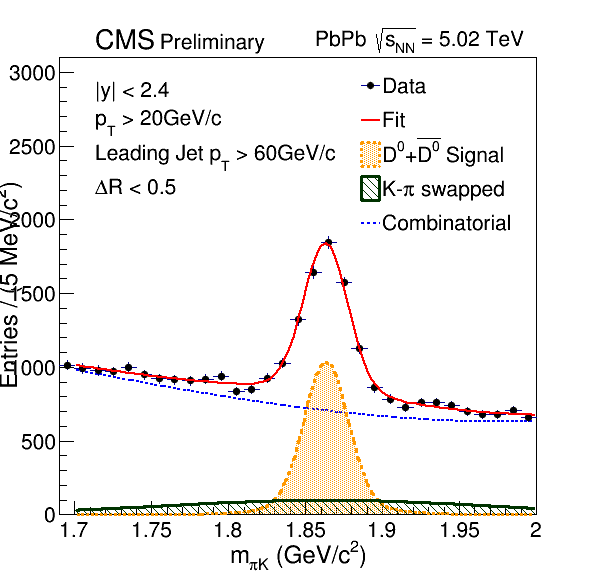 CMS Preliminary
PbPb √s_NN = 5.02 TeV
|y| < 2.4
p_T > 20GeV/c
Leading Jet p_T > 60GeV/c
ΔR < 0.5
Data
Fit
D⁰+D̅⁰ Signal
K-π swapped
Combinatorial
Entries / (5 MeV/c²)
3000
2500
2000
1500
1000
500
0
1.7 1.75 1.8 1.85 1.9 1.95 2
m_πK (GeV/c²)